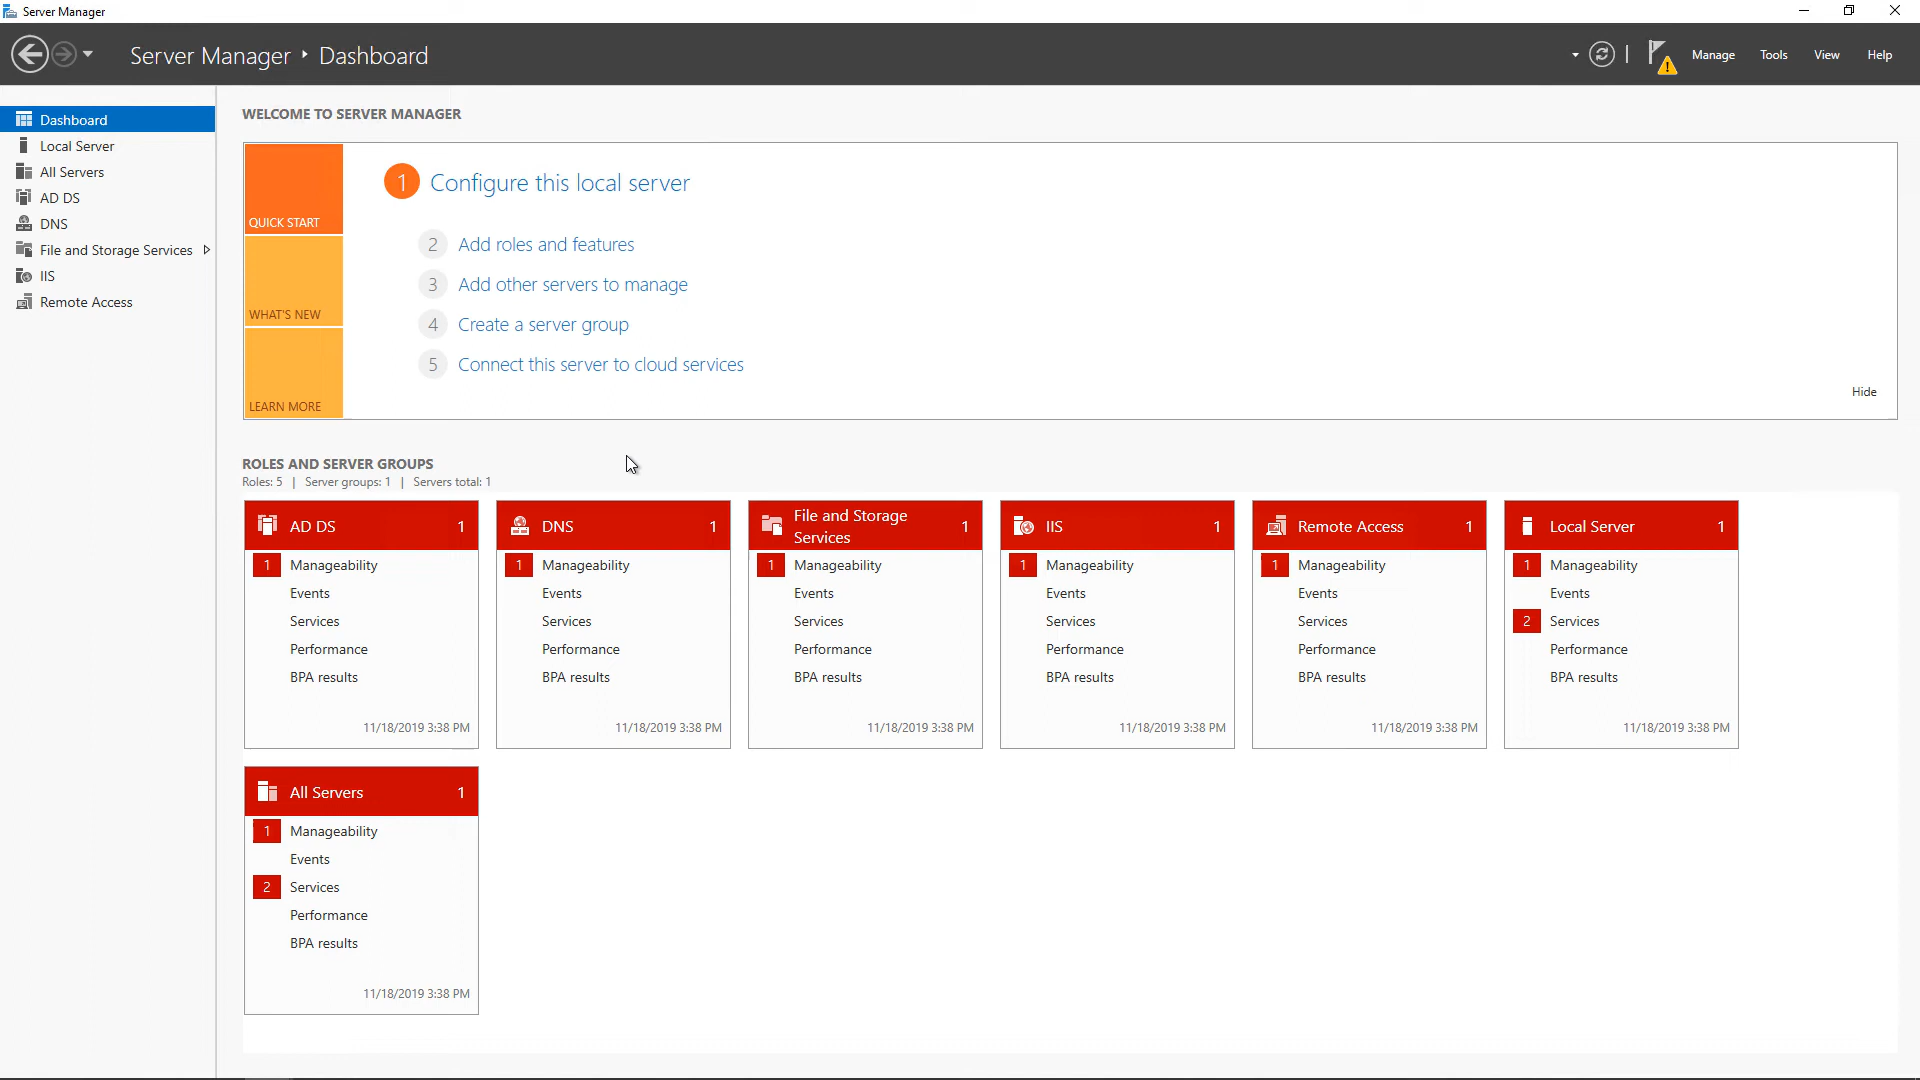 Server Manager
Server Manager ‣ Dashboard
Manage
Tools
View
Help
Dashboard
Local Server
All Servers
AD DS
DNS
File and Storage Services
IIS
Remote Access
WELCOME TO SERVER MANAGER
QUICK START
WHAT'S NEW
LEARN MORE
1 Configure this local server
2 Add roles and features
3 Add other servers to manage
4 Create a server group
5 Connect this server to cloud services
Hide
ROLES AND SERVER GROUPS
Roles: 5 | Server groups: 1 | Servers total: 1
AD DS 1
1 Manageability
Events
Services
Performance
BPA results
11/18/2019 3:38 PM
DNS 1
1 Manageability
Events
Services
Performance
BPA results
11/18/2019 3:38 PM
File and Storage
Services 1
1 Manageability
Events
Services
Performance
BPA results
11/18/2019 3:38 PM
IIS 1
1 Manageability
Events
Services
Performance
BPA results
11/18/2019 3:38 PM
Remote Access 1
1 Manageability
Events
Services
Performance
BPA results
11/18/2019 3:38 PM
Local Server 1
1 Manageability
Events
2 Services
Performance
BPA results
11/18/2019 3:38 PM
All Servers 1
1 Manageability
Events
2 Services
Performance
BPA results
11/18/2019 3:38 PM